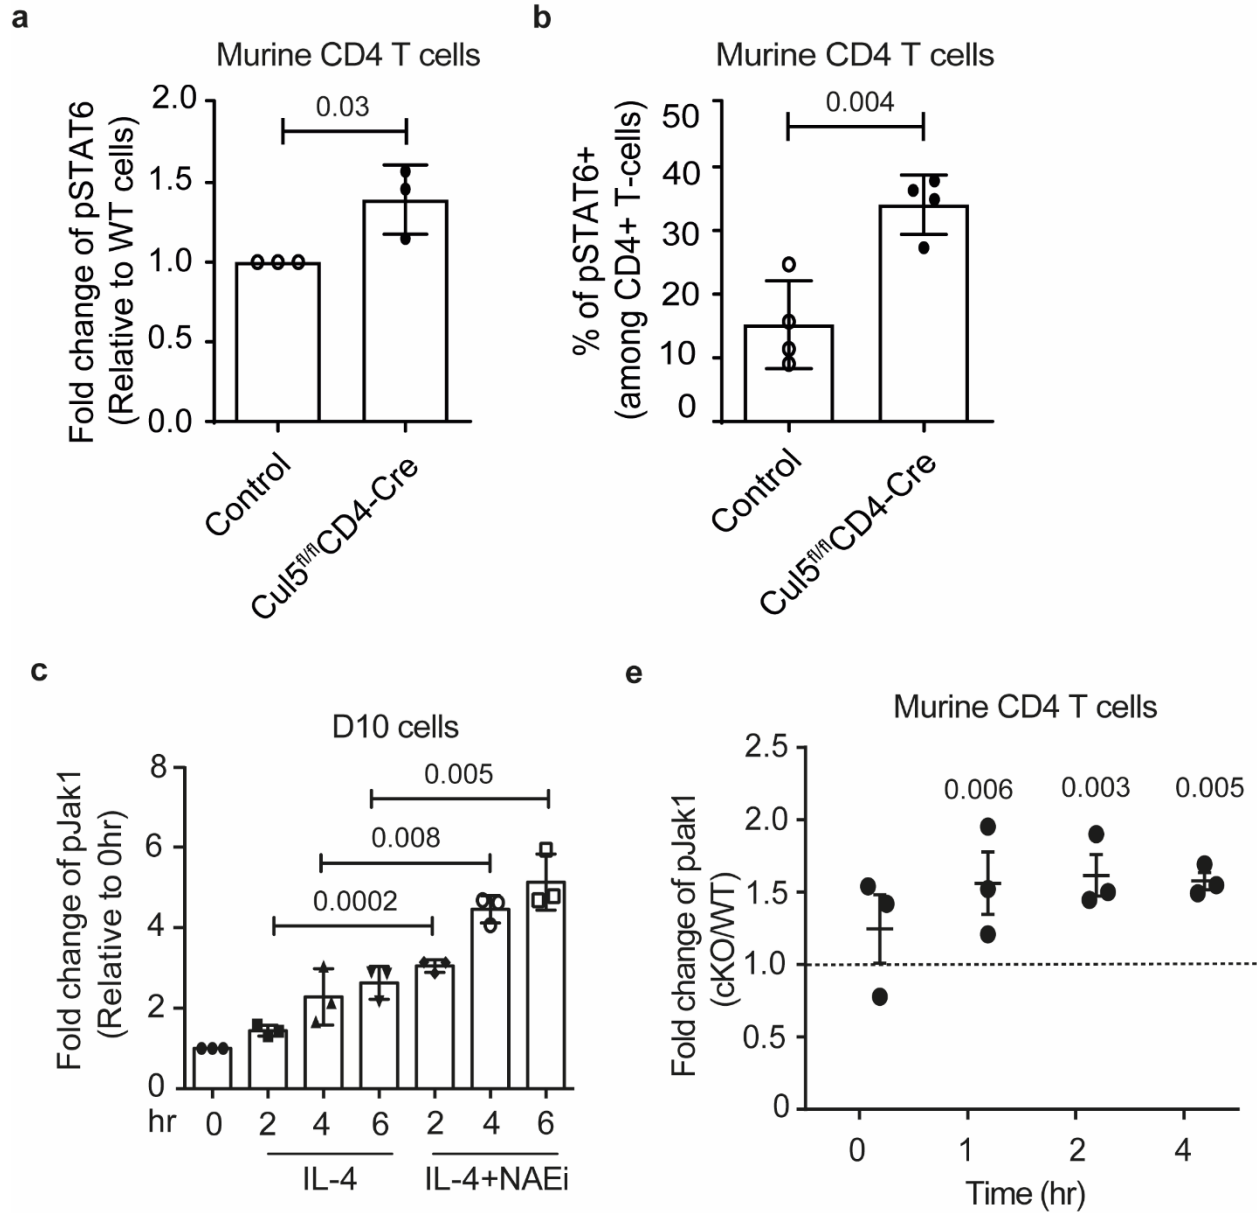 a
Murine CD4 T cells
Fold change of pSTAT6
(Relative to WT cells)
2.0
1.5
1.0
0.5
0.0
0.03
Control
Cul5fl/flCD4-Cre
b
Murine CD4 T cells
% of pSTAT6+
(among CD4+ T-cells)
50
40
30
20
10
0
0.004
Control
Cul5fl/flCD4-Cre
c
D10 cells
Fold change of pJak1
(Relative to 0hr)
8
6
4
2
0
0.005
0.008
0.0002
hr 0 2 4 6 2 4 6
IL-4 IL-4+NAEi
e
Murine CD4 T cells
Fold change of pJak1
(cKO/WT)
2.5
2.0
1.5
1.0
0.5
0
0.006 0.003 0.005
0 1 2 4
Time (hr)